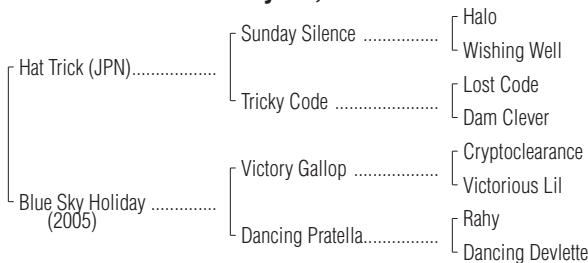 Halo
Sunday Silence ................
Wishing Well
Hat Trick (JPN)..................
Lost Code
Tricky Code ......................
Dam Clever
Cryptoclearance
Victory Gallop ..................
Victorious Lil
Blue Sky Holiday ..............
(2005)
Rahy
Dancing Pratella................
Dancing Devlette